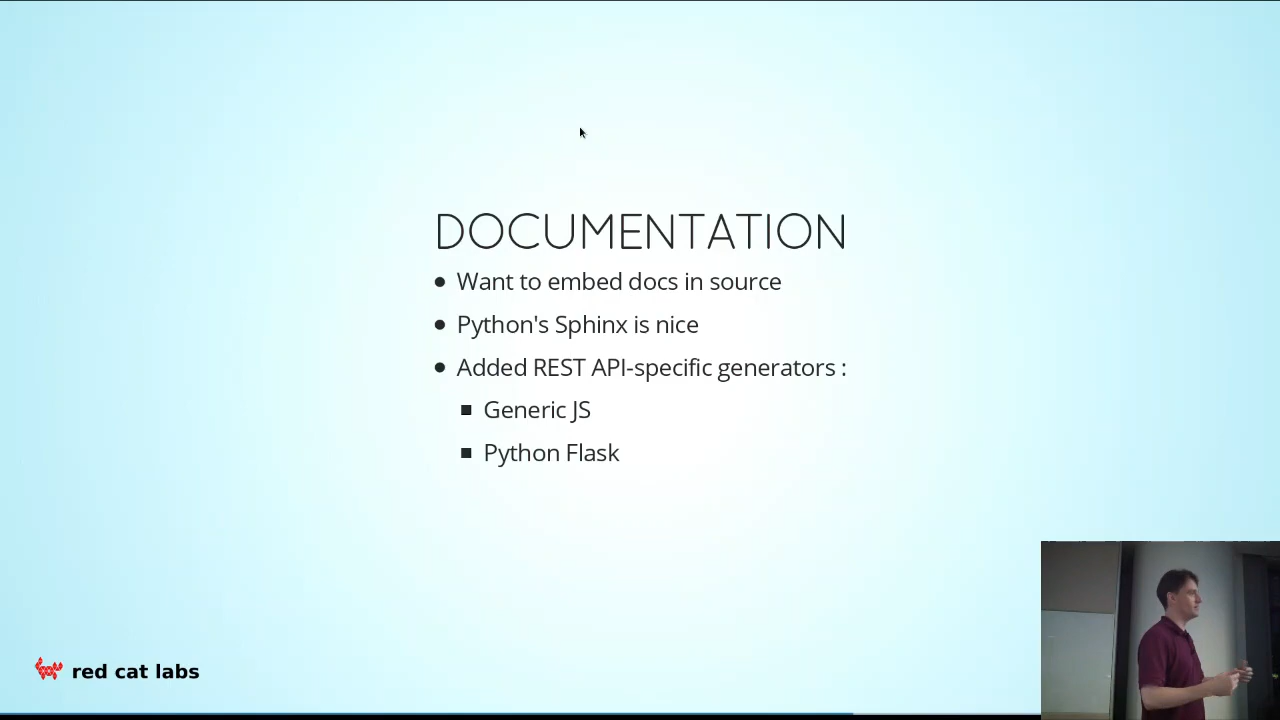 DOCUMENTATION
Want to embed docs in source
Python's Sphinx is nice
Added REST API-specific generators :
Generic JS
Python Flask
red cat labs